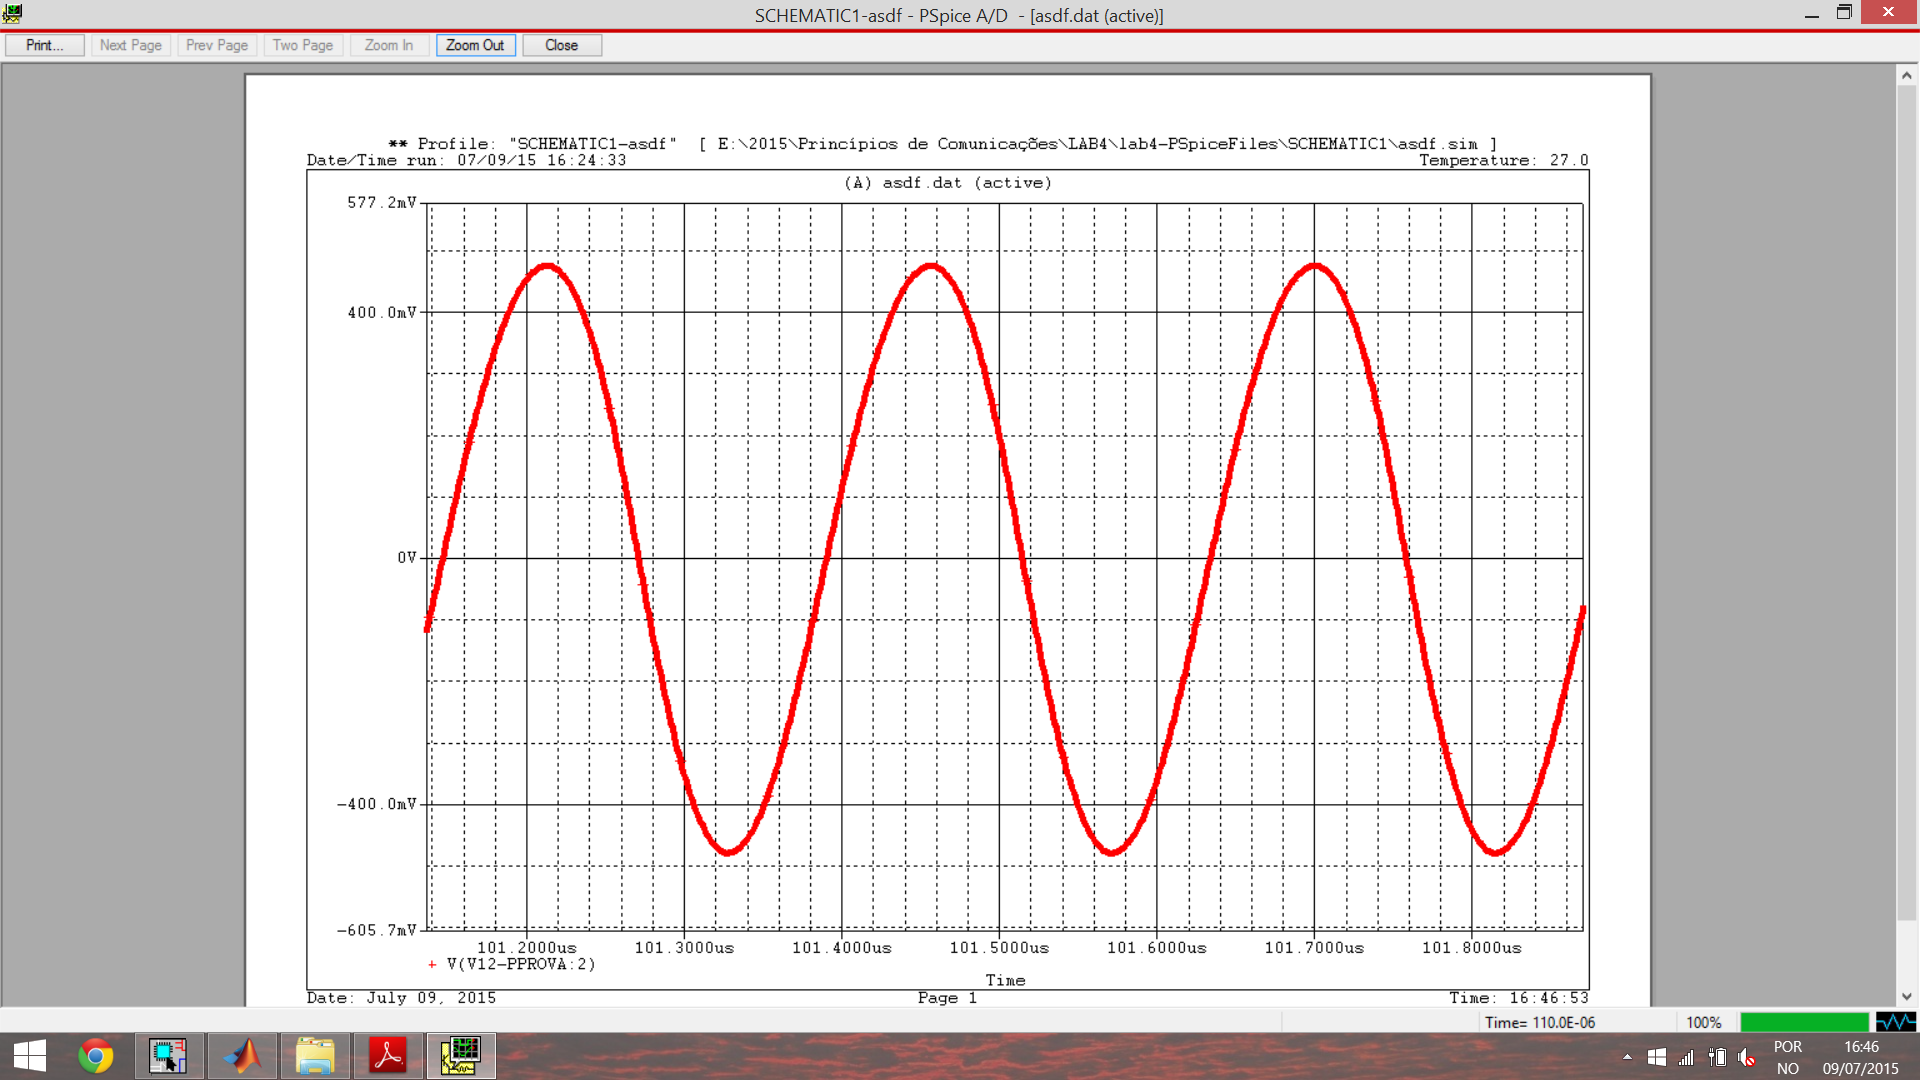 SCHEMATIC1-asdf - PSpice A/D - [asdf.dat (active)]
Print... Next Page Prev Page Two Page Zoom In Zoom Out Close
** Profile: "SCHEMATIC1-asdf" [ E:\2015\Princípios de Comunicações\LAB4\lab4-PSpiceFiles\SCHEMATIC1\asdf.sim ]
Date/Time run: 07/09/15 16:24:33 Temperature: 27.0
(A) asdf.dat (active)
577.2mV
400.0mV
0V
-400.0mV
-605.7mV
101.2000us 101.3000us 101.4000us 101.5000us 101.6000us 101.7000us 101.8000us
+ V(V12-PPROVA:2)
Time
Date: July 09, 2015 Page 1 Time: 16:46:53
Time= 110.0E-06 100%
POR 16:46
NO 09/07/2015